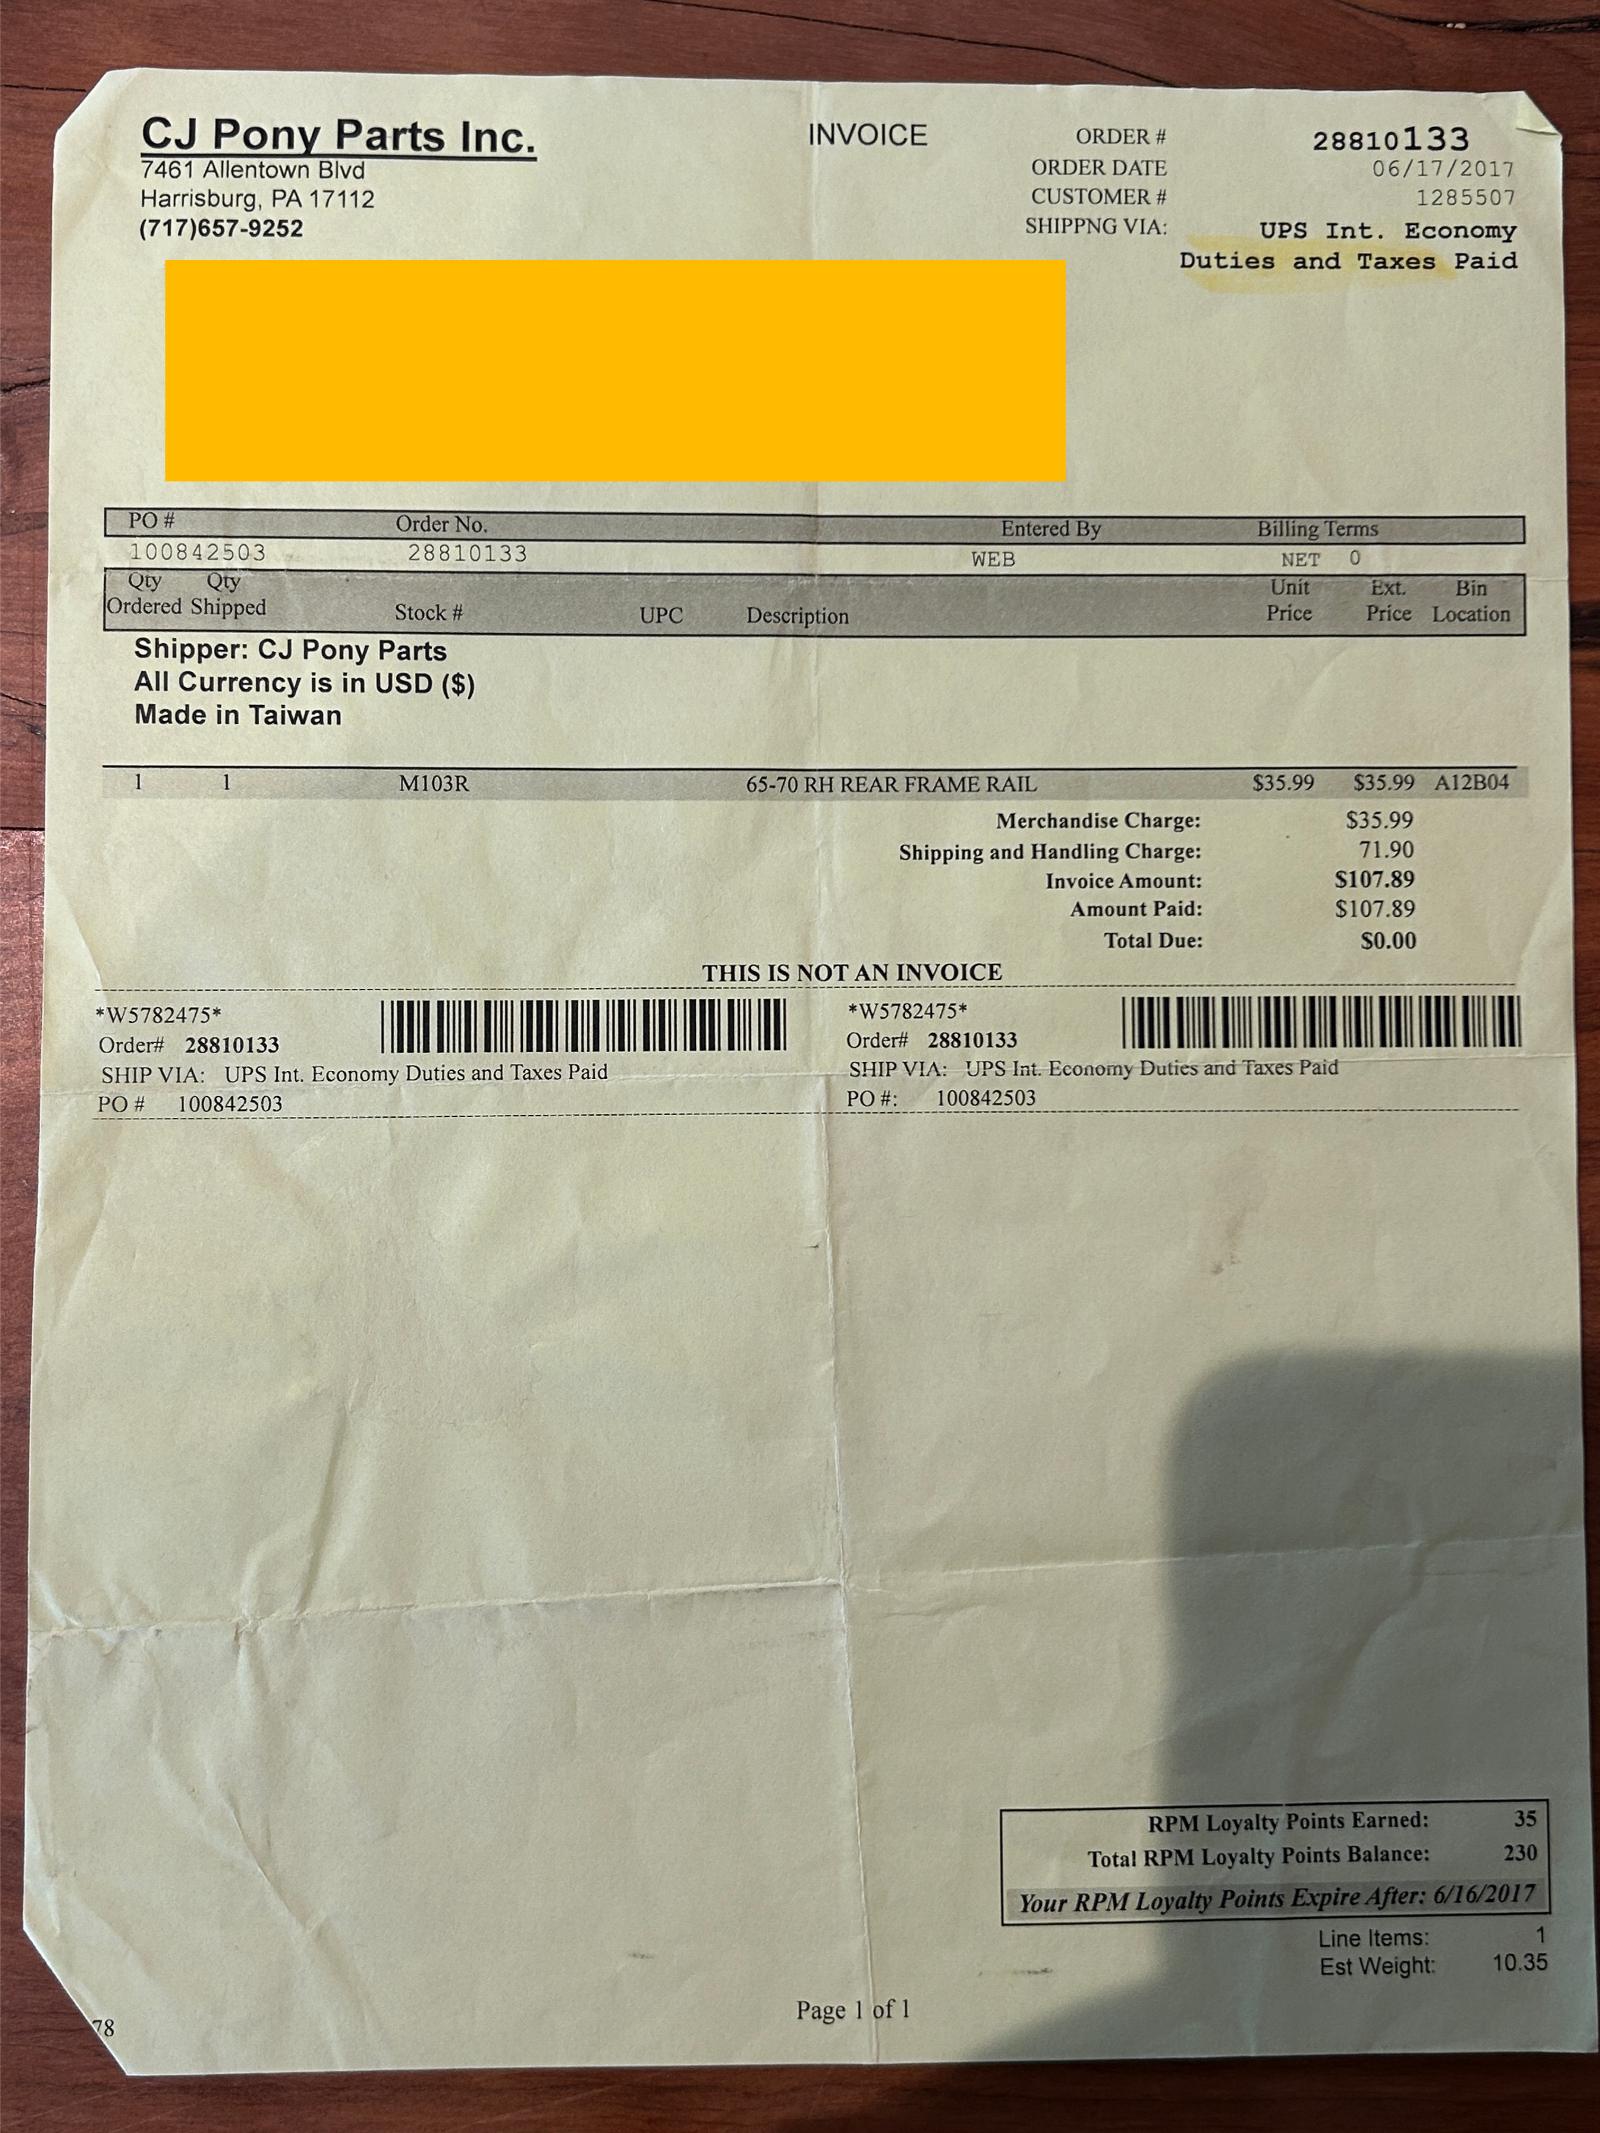 CJ Pony Parts Inc.
7461 Allentown Blvd
Harrisburg, PA 17112
(717)657-9252
INVOICE
ORDER # 28810133
ORDER DATE 06/17/2017
CUSTOMER # 1285507
SHIPPNG VIA: UPS Int. Economy
Duties and Taxes Paid
PO # Order No. Entered By Billing Terms
100842503 28810133 WEB NET 0
Qty Qty Unit Ext. Bin
Ordered Shipped Stock # UPC Description Price Price Location
Shipper: CJ Pony Parts
All Currency is in USD ($)
Made in Taiwan
1 1 M103R 65-70 RH REAR FRAME RAIL $35.99 $35.99 A12B04
Merchandise Charge: $35.99
Shipping and Handling Charge: 71.90
Invoice Amount: $107.89
Amount Paid: $107.89
Total Due: $0.00
THIS IS NOT AN INVOICE
*W5782475*
Order# 28810133
SHIP VIA: UPS Int. Economy Duties and Taxes Paid
PO # 100842503
*W5782475*
Order# 28810133
SHIP VIA: UPS Int. Economy Duties and Taxes Paid
PO #: 100842503
RPM Loyalty Points Earned: 35
Total RPM Loyalty Points Balance: 230
Your RPM Loyalty Points Expire After: 6/16/2017
Line Items: 1
Est Weight: 10.35
Page 1 of 1
78